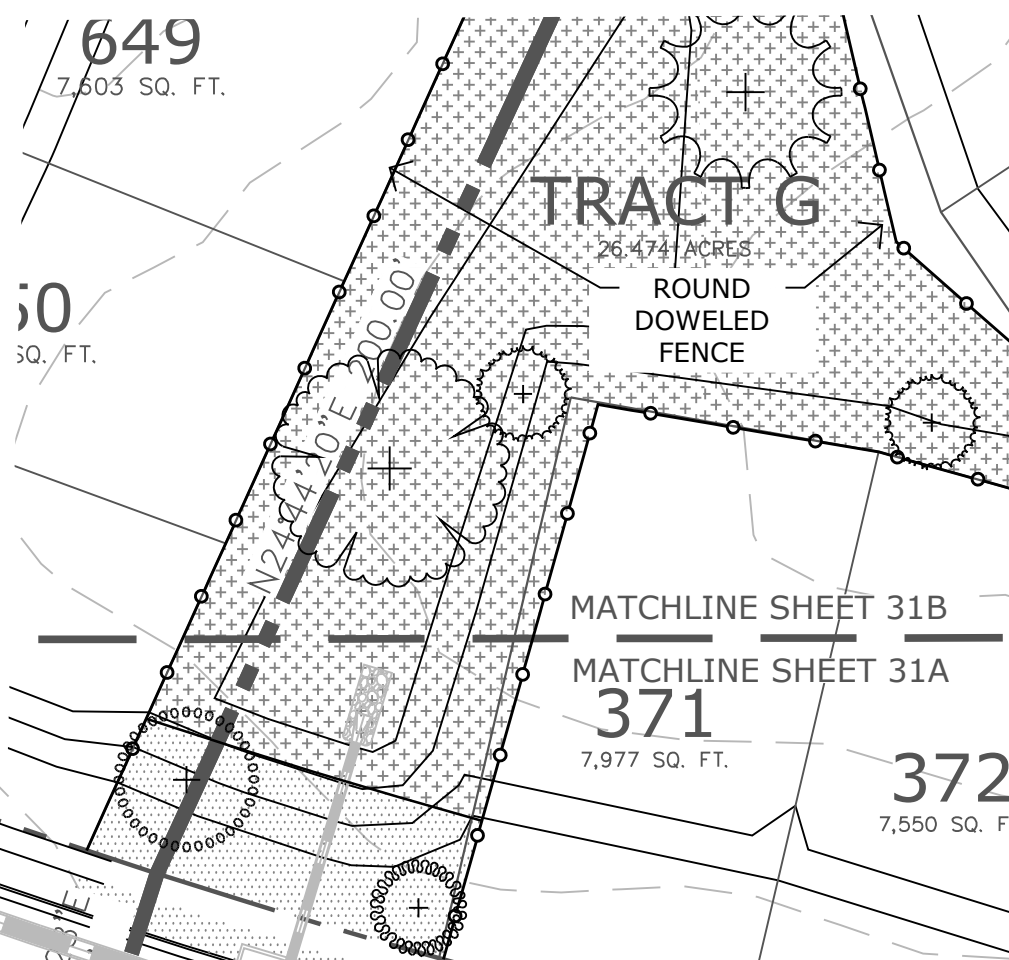 649
7,603 SQ. FT.
TRACT G
26.474 ACRES
ROUND
DOWELED
FENCE
SQ. FT.
N24°44'20"E 200.00'
MATCHLINE SHEET 31B
MATCHLINE SHEET 31A
371
7,977 SQ. FT.
372
7,550 SQ. F